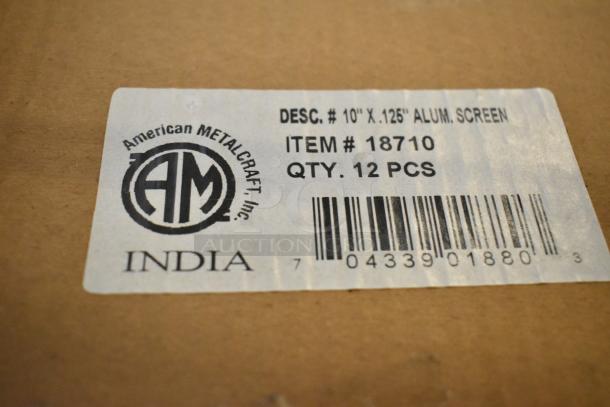 American METALCRAFT, Inc.
AM
INDIA
DESC. # 10" X .125" ALUM. SCREEN
ITEM # 18710
QTY. 12 PCS
7 04339 01880 3